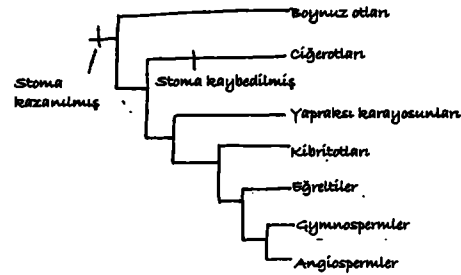 Boynuz otları
Ciğerotları
Stoma
kazanılmış
Stoma kaybedilmiş
Yapraksı karayosunları
Kibritotları
Eğreltiler
Gymnospermler
Angiospermler